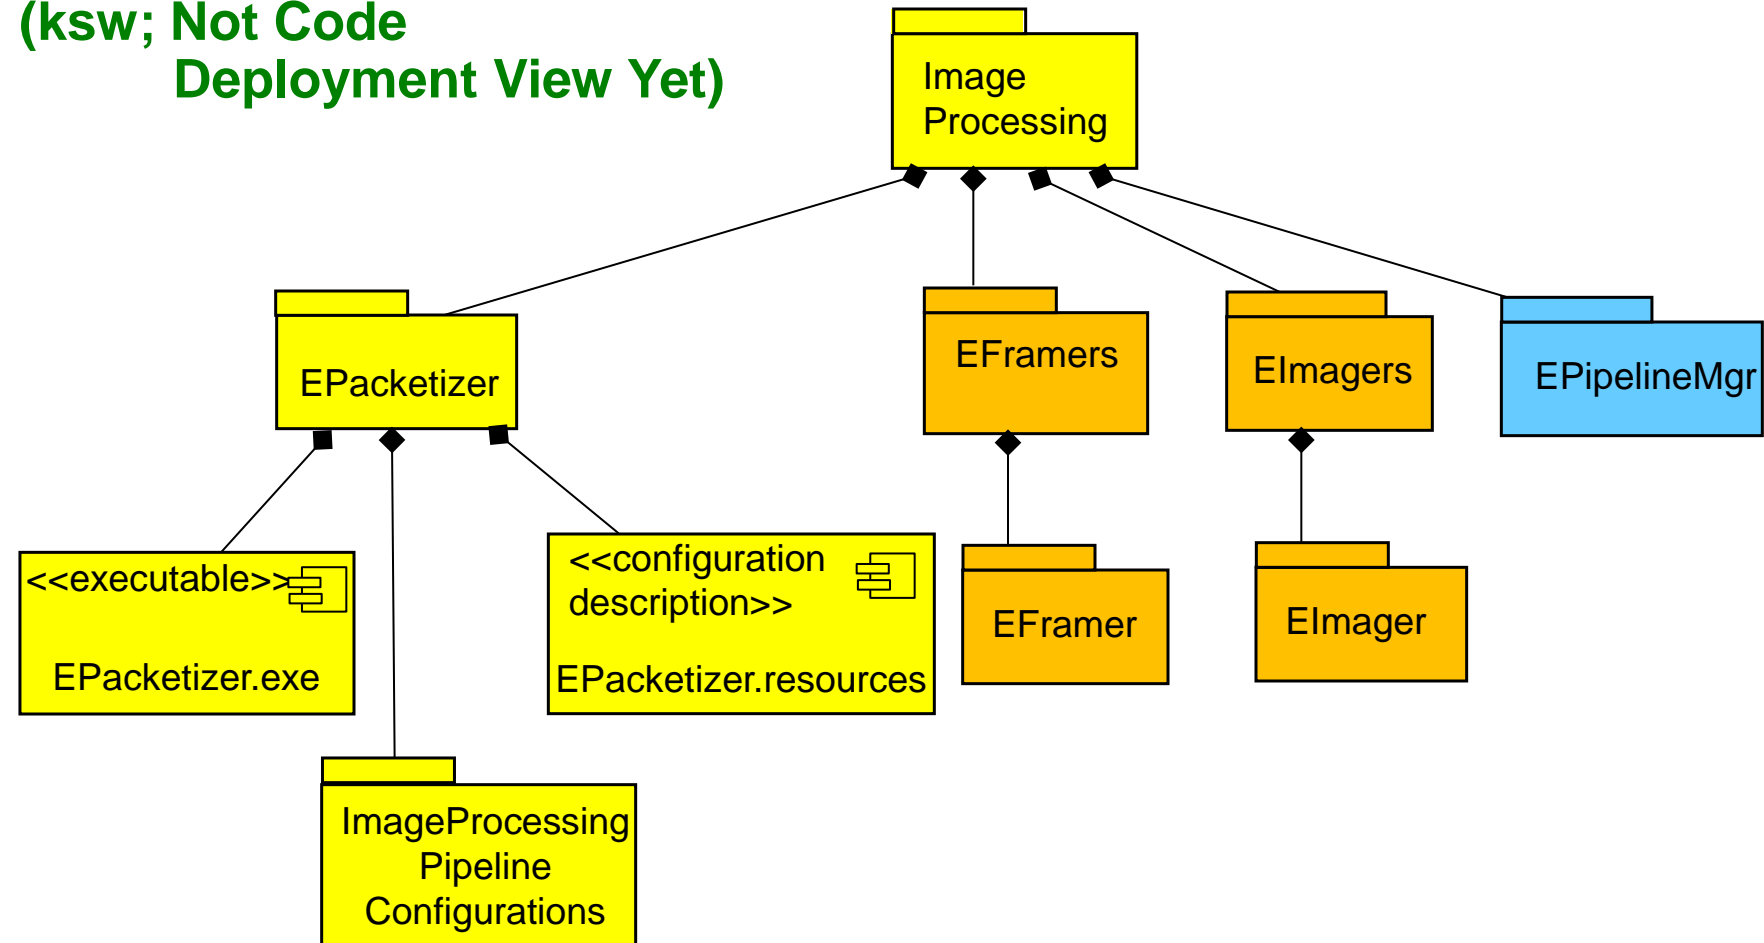 (ksw; Not Code
Deployment View Yet)
Image
Processing
EPacketizer
EFramers
EImagers
EPipelineMgr
<<executable>>
EPacketizer.exe
<<configuration
description>>
EPacketizer.resources
EFramer
EImager
ImageProcessing
Pipeline
Configurations